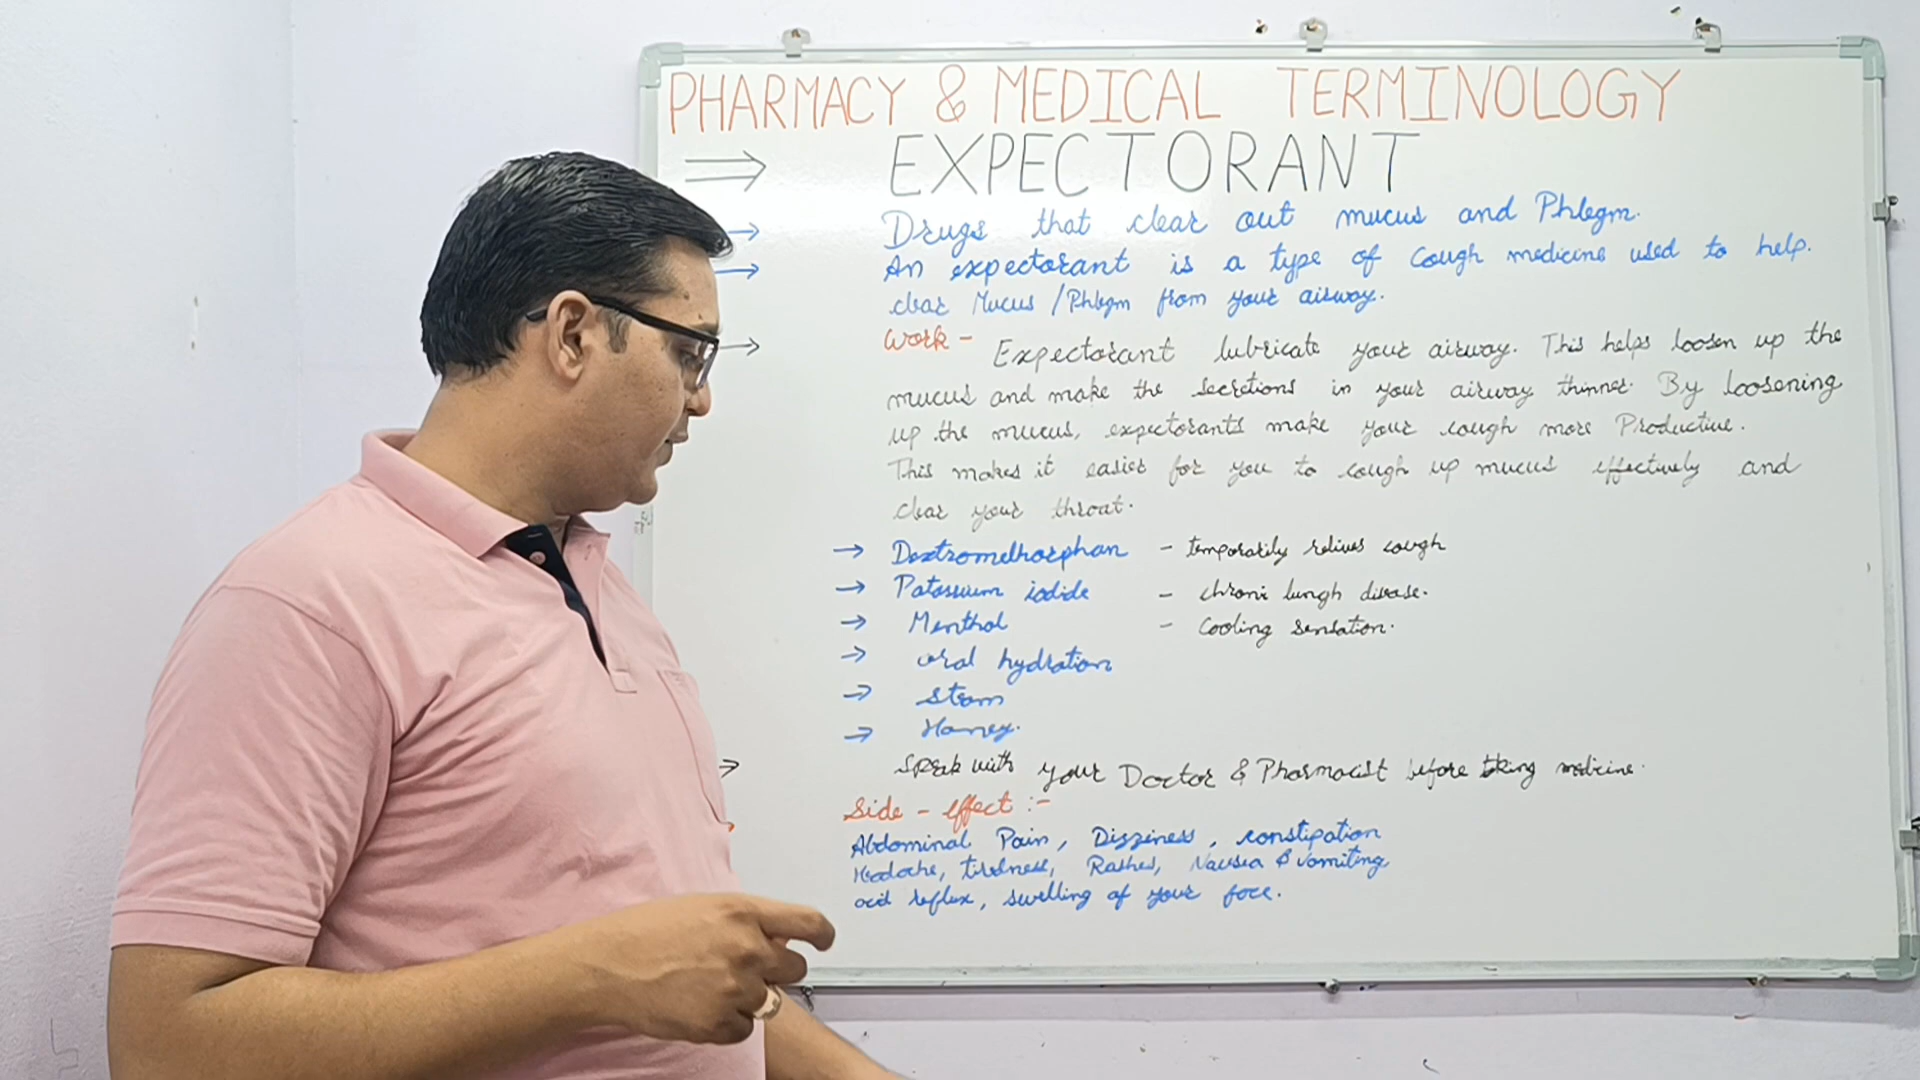 PHARMACY & MEDICAL TERMINOLOGY
⇒ EXPECTORANT
→ Drugs that clear out mucus and Phlegm.
→ An expectorant is a type of Cough medicine used to help.
clear Mucus / Phlegm from your airway.
→ Work - Expectorant lubricate your airway. This helps loosen up the
mucus and make the secretions in your airway thinner. By loosening
up the mucus, expectorants make your cough more Productive.
This makes it easier for you to cough up mucus effectively and
clear your throat.
→ Dextromethorphan - temporarily relives cough
→ Potassium iodide - chronic lungh disease.
→ Menthol - Cooling sensation.
→ oral hydration
→ Steam
→ Honey.
→ Speak with your Doctor & Pharmacist before taking medicine.
Side - effect :-
Abdominal Pain, Dizziness, constipation
Headache, tiredness, Rashes, Nausea & vomiting
acid reflux, swelling of your face.